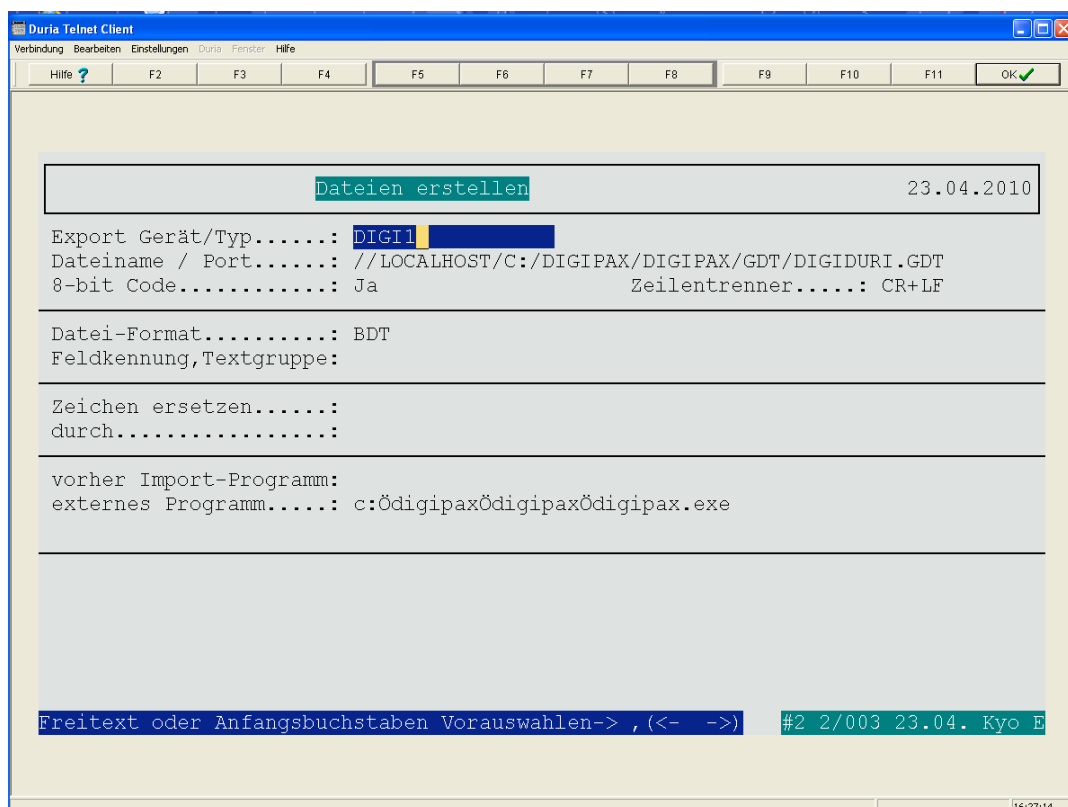 Duria Telnet Client
Verbindung Bearbeiten Einstellungen Duria Fenster Hilfe
Hilfe ? F2 F3 F4 F5 F6 F7 F8 F9 F10 F11 OK
Dateien erstellen 23.04.2010
Export Gerät/Typ......: DIGI1
Dateiname / Port......: //LOCALHOST/C:/DIGIPAX/DIGIPAX/GDT/DIGIDURI.GDT
8-bit Code............: Ja Zeilentrenner.....: CR+LF
Datei-Format..........: BDT
Feldkennung,Textgruppe:
Zeichen ersetzen......:
durch.................:
vorher Import-Programm:
externes Programm.....: c:ÖdigipaxÖdigipaxÖdigipax.exe
Freitext oder Anfangsbuchstaben Vorauswahlen-> ,(<- ->) #2 2/003 23.04. Kyo E
16:27:14